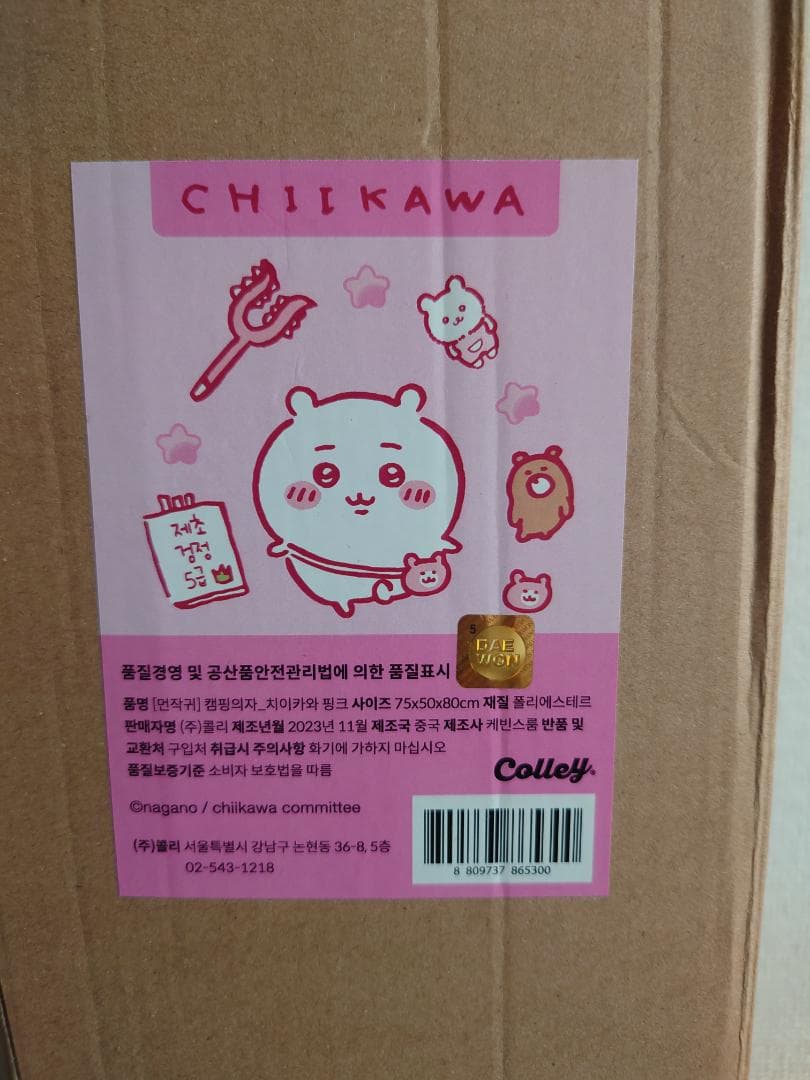 CHIIKAWA
제초
검정
5급
5
DAE
WON
품질경영 및 공산품안전관리법에 의한 품질표시
품명 [먼작귀] 캠핑의자_치이카와 핑크 사이즈 75x50x80cm 재질 폴리에스테르
판매자명 (주)콜리 제조년월 2023년 11월 제조국 중국 제조사 케빈스룸 반품 및
교환처 구입처 취급시 주의사항 화기에 가하지 마십시오
품질보증기준 소비자 보호법을 따름
Colley®
©nagano / chiikawa committee
(주)콜리 서울특별시 강남구 논현동 36-8, 5층
02-543-1218
8 809737 865300